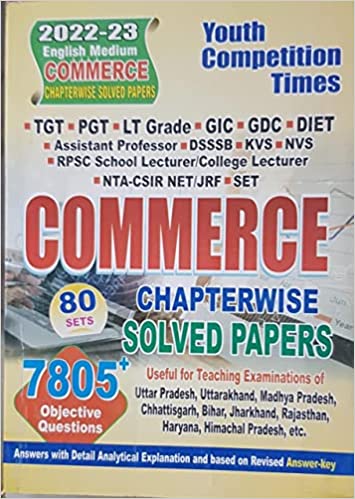 2022-23
English Medium
COMMERCE
CHAPTERWISE SOLVED PAPERS
Youth
Competition
Times
▪ TGT ▪ PGT ▪ LT Grade ▪ GIC ▪ GDC ▪ DIET
▪ Assistant Professor ▪ DSSSB ▪ KVS ▪ NVS
▪ RPSC School Lecturer/College Lecturer
▪ NTA-CSIR NET/JRF ▪ SET
COMMERCE
80
SETS
CHAPTERWISE
SOLVED PAPERS
7805+
Objective
Questions
Useful for Teaching Examinations of
Uttar Pradesh, Uttarakhand, Madhya Pradesh,
Chhattisgarh, Bihar, Jharkhand, Rajasthan,
Haryana, Himachal Pradesh, etc.
Answers with Detail Analytical Explanation and based on Revised Answer-key